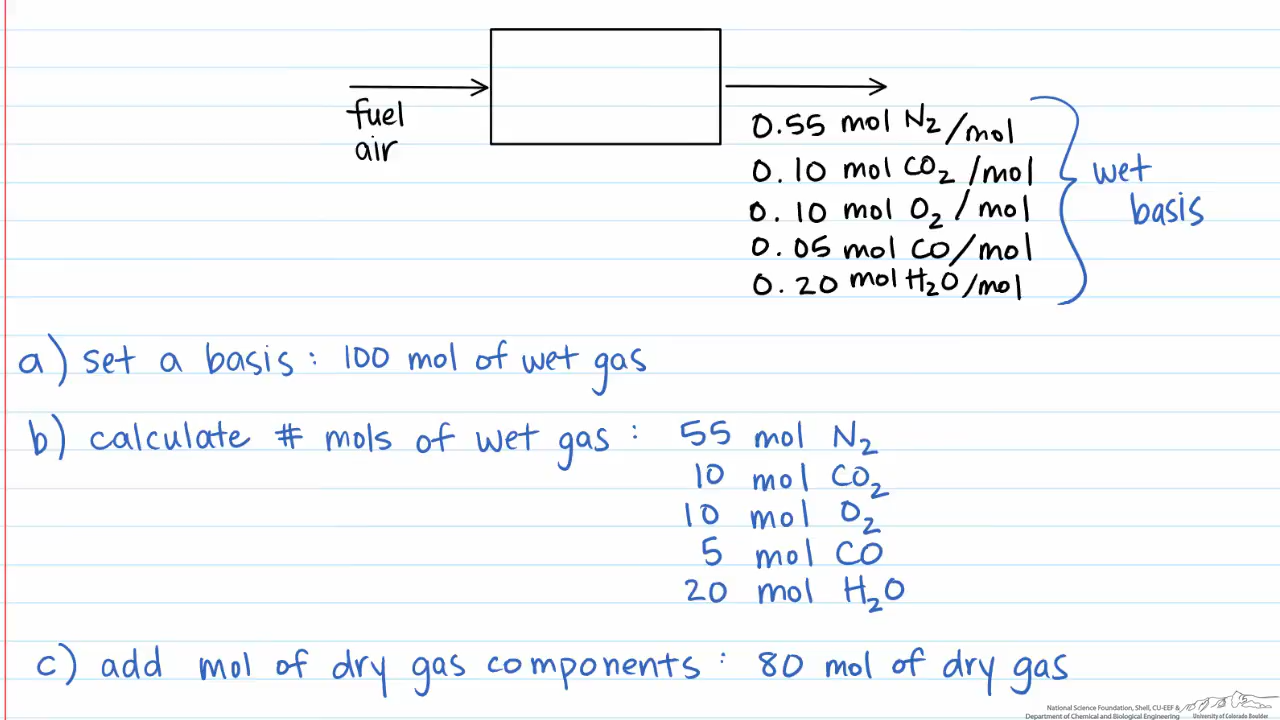 fuel
air
0.55 mol N₂/mol
0.10 mol CO₂/mol
0.10 mol O₂/mol
0.05 mol CO/mol
0.20 mol H₂O/mol
wet
basis
a) set a basis: 100 mol of wet gas
b) calculate # mols of wet gas: 55 mol N₂
10 mol CO₂
10 mol O₂
5 mol CO
20 mol H₂O
c) add mol of dry gas components: 80 mol of dry gas
National Science Foundation, Shell, CU-EEF &
Department of Chemical and Biological Engineering
University of Colorado Boulder